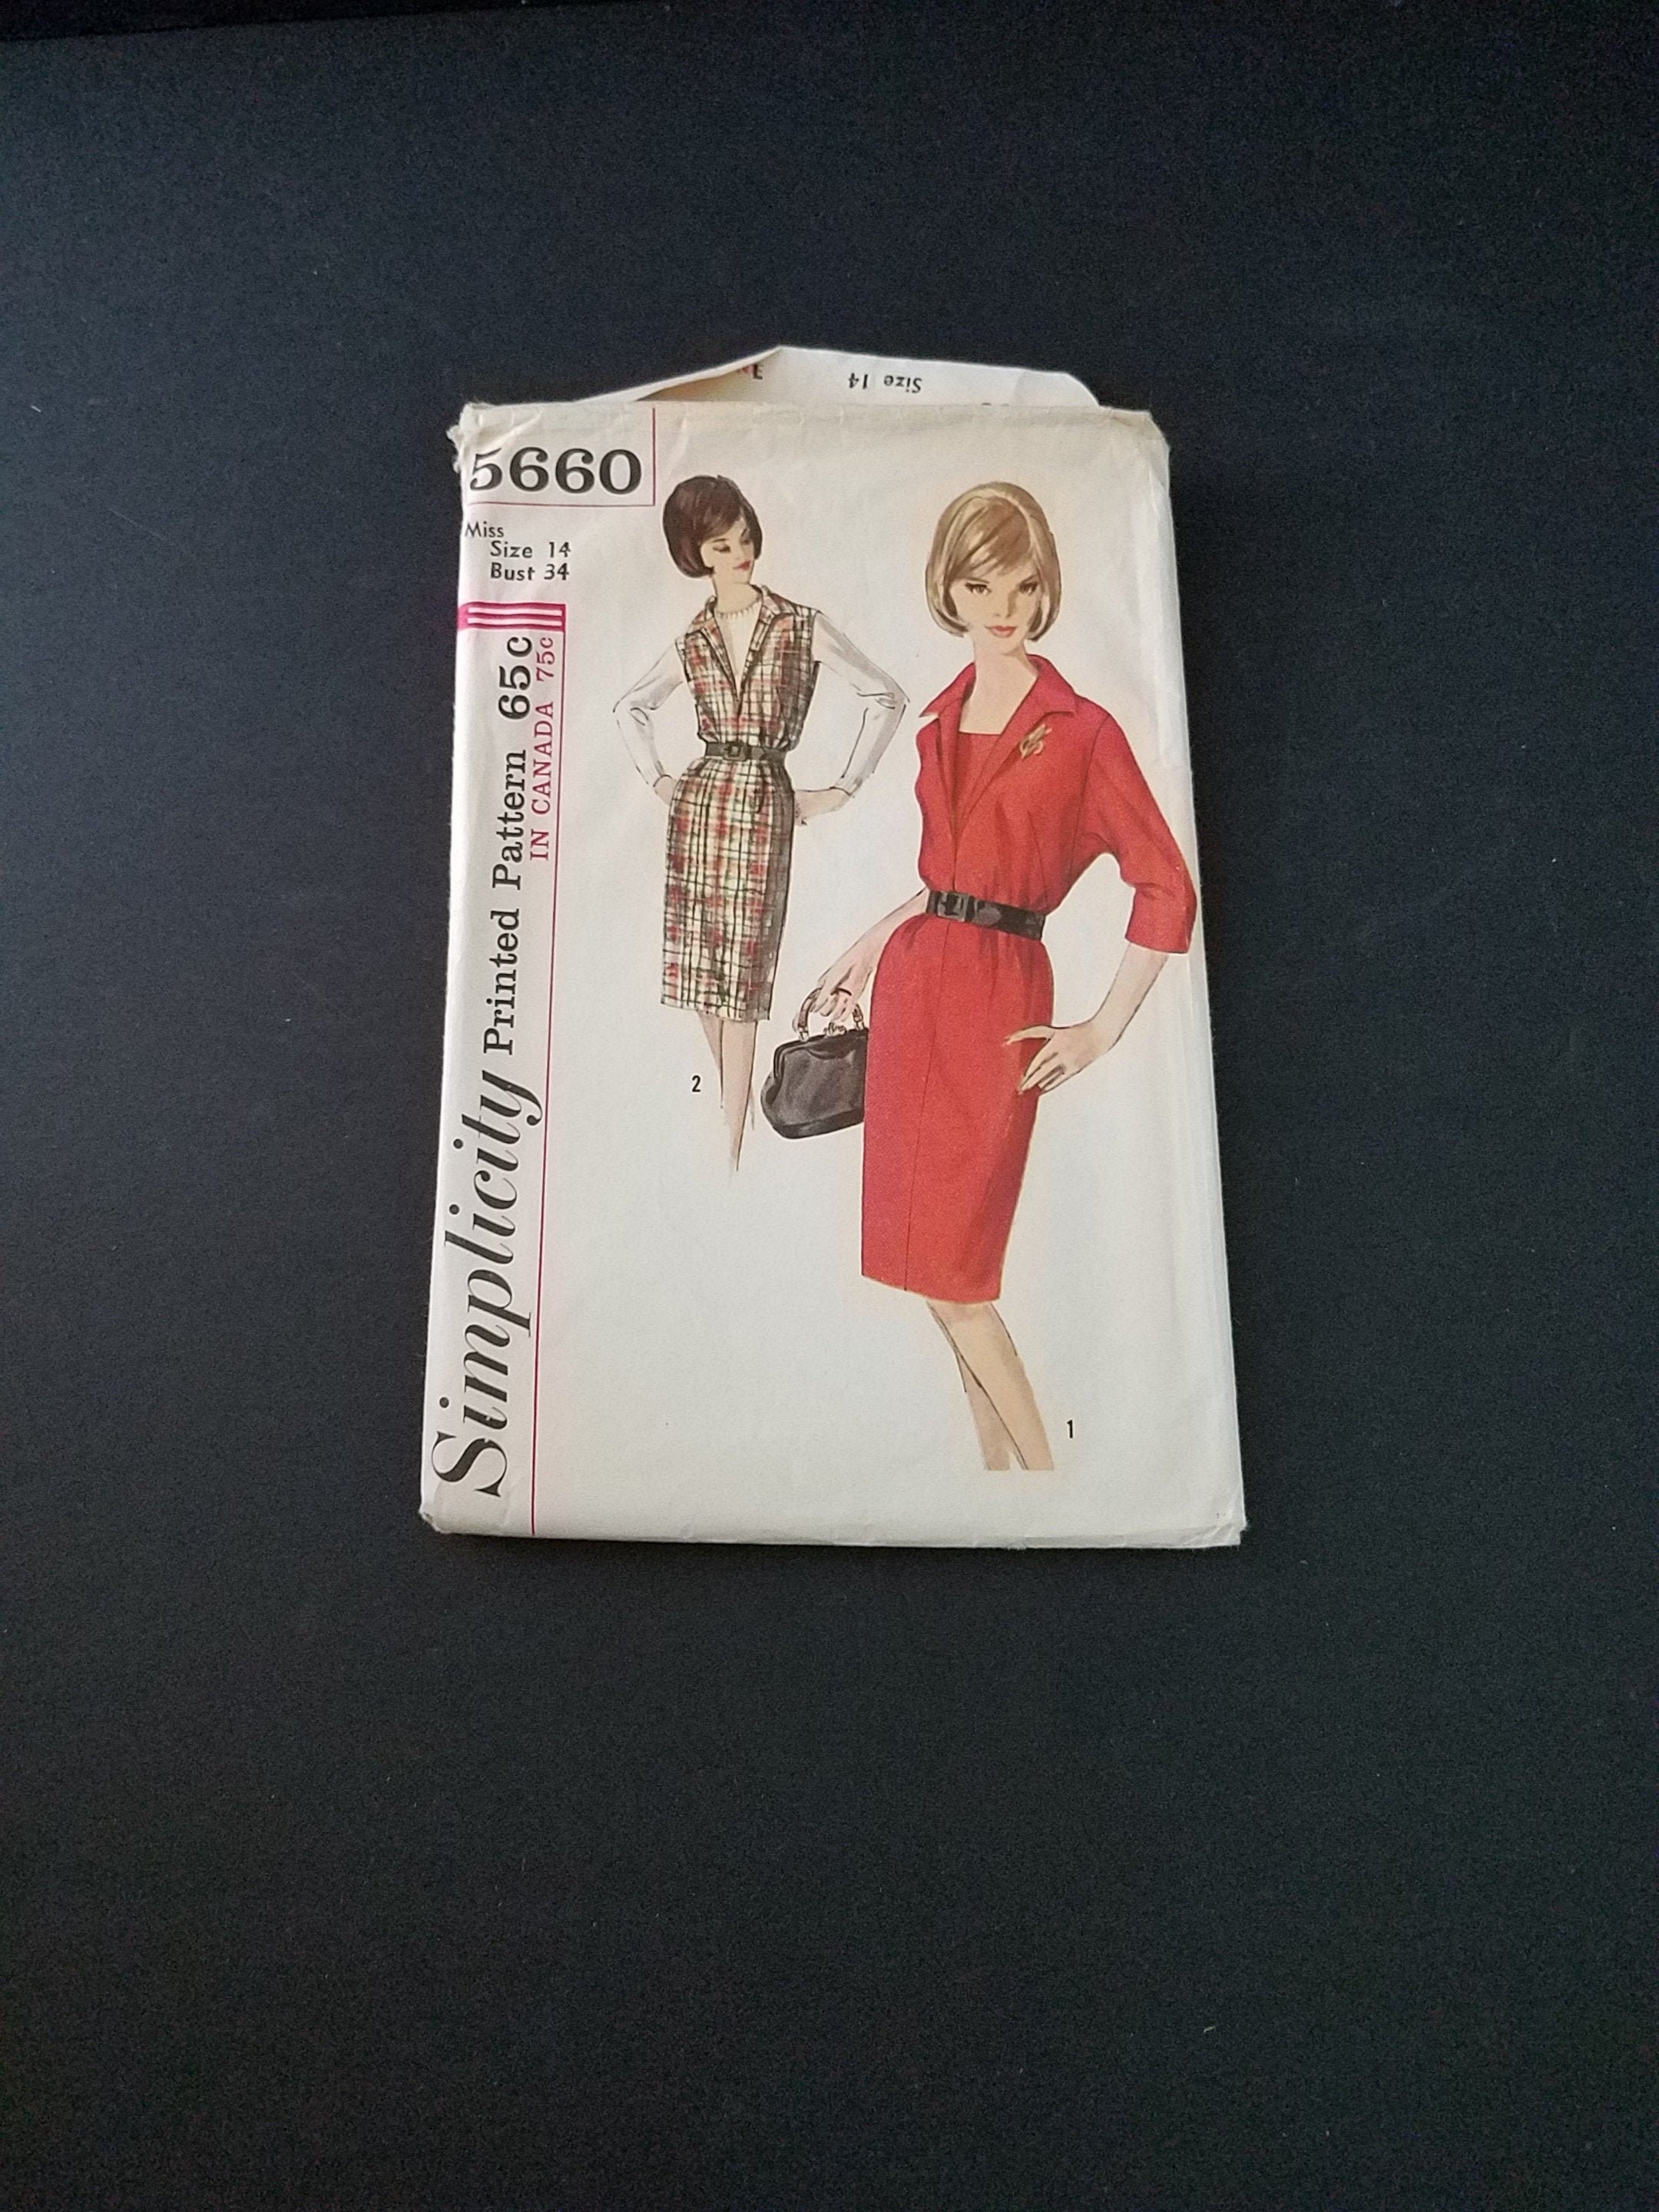 Size 14
5660
Miss
Size 14
Bust 34
Simplicity Printed Pattern 65c
IN CANADA 75c
2
1